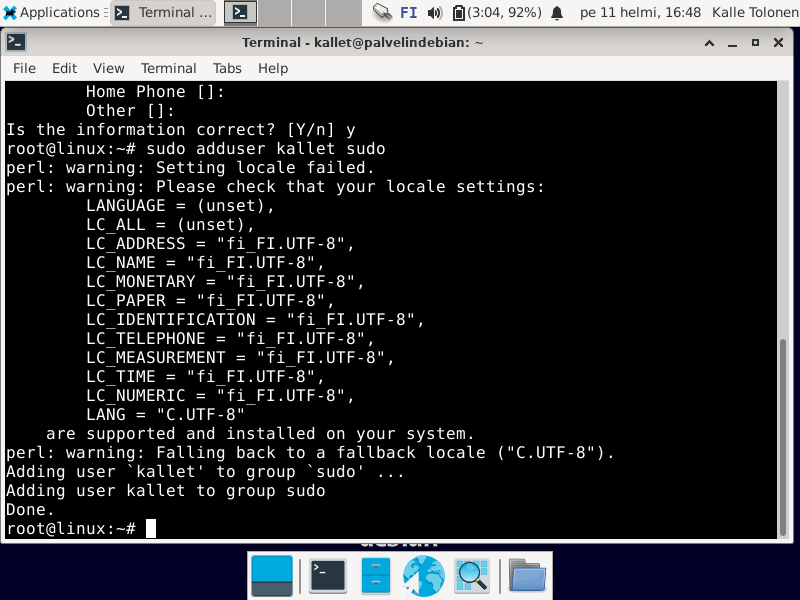 Applications
Terminal ...
FI
(3:04, 92%)
pe 11 helmi, 16:48
Kalle Tolonen
Terminal - kallet@palvelindebian: ~
File Edit View Terminal Tabs Help
Home Phone []:
Other []:
Is the information correct? [Y/n] y
root@linux:~# sudo adduser kallet sudo
perl: warning: Setting locale failed.
perl: warning: Please check that your locale settings:
LANGUAGE = (unset),
LC_ALL = (unset),
LC_ADDRESS = "fi_FI.UTF-8",
LC_NAME = "fi_FI.UTF-8",
LC_MONETARY = "fi_FI.UTF-8",
LC_PAPER = "fi_FI.UTF-8",
LC_IDENTIFICATION = "fi_FI.UTF-8",
LC_TELEPHONE = "fi_FI.UTF-8",
LC_MEASUREMENT = "fi_FI.UTF-8",
LC_TIME = "fi_FI.UTF-8",
LC_NUMERIC = "fi_FI.UTF-8",
LANG = "C.UTF-8"
are supported and installed on your system.
perl: warning: Falling back to a fallback locale ("C.UTF-8").
Adding user `kallet' to group `sudo' ...
Adding user kallet to group sudo
Done.
root@linux:~#